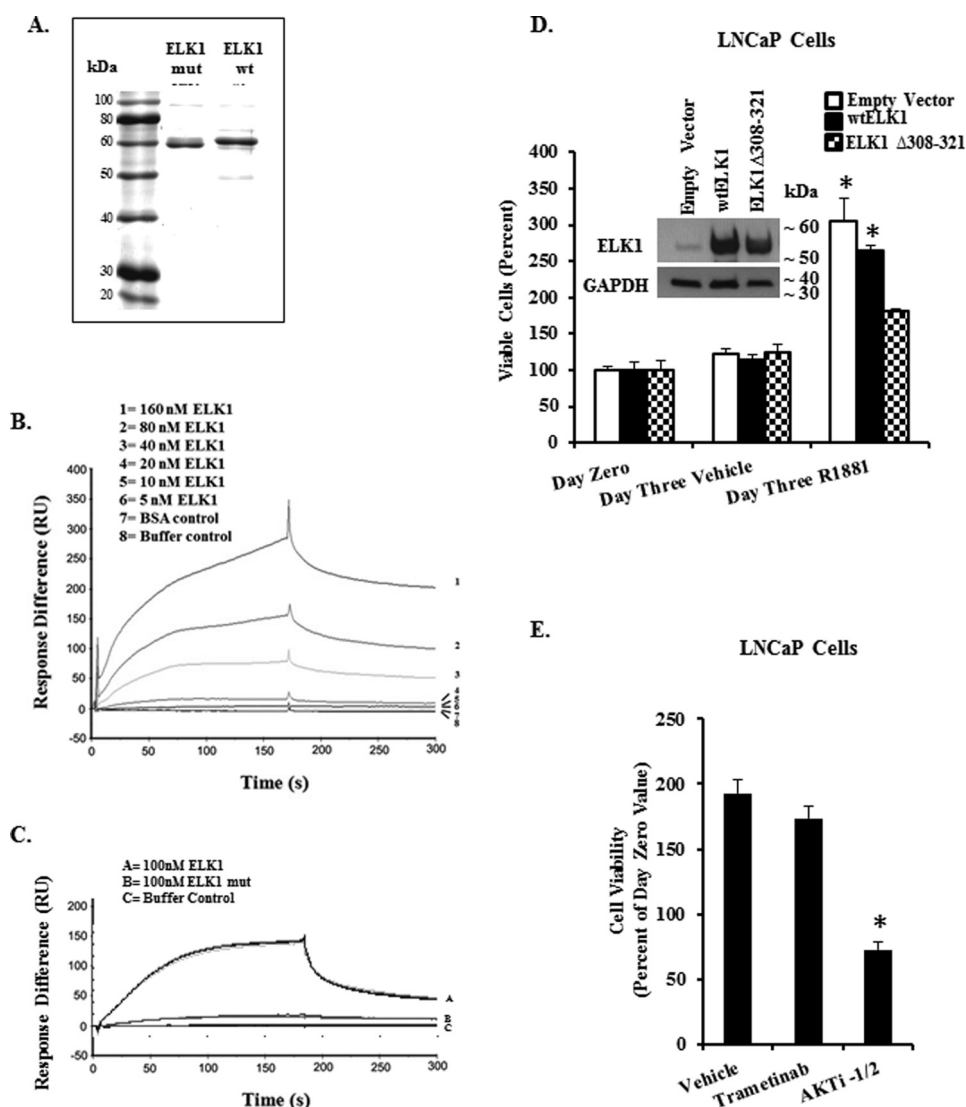 A.
ELK1 mut
ELK1 wt
kDa
100
80
60
50
40
30
20
B.
1= 160 nM ELK1
2= 80 nM ELK1
3= 40 nM ELK1
4= 20 nM ELK1
5= 10 nM ELK1
6= 5 nM ELK1
7= BSA control
8= Buffer control
Response Difference (RU)
400
350
300
250
200
150
100
50
0
-50
0 50 100 150 200 250 300
Time (s)
1
2
3
4
8
C.
A= 100nM ELK1
B= 100nM ELK1 mut
C= Buffer Control
Response Difference (RU)
200
150
100
50
0
-50
0 50 100 150 200 250 300
Time (s)
A
B
C
D.
LNCaP Cells
Empty Vector
wtELK1
ELK1 Δ308-321
Viable Cells (Percent)
400
350
300
250
200
150
100
50
0
Empty Vector
wtELK1
ELK1Δ308-321
kDa
ELK1
~ 60
~ 50
GAPDH
~ 40
~ 30
*
*
Day Zero
Day Three Vehicle
Day Three R1881
E.
LNCaP Cells
Cell Viability
(Percent of Day Zero Value)
250
200
150
100
50
0
*
Vehicle
Trametinab
AKTi -1/2